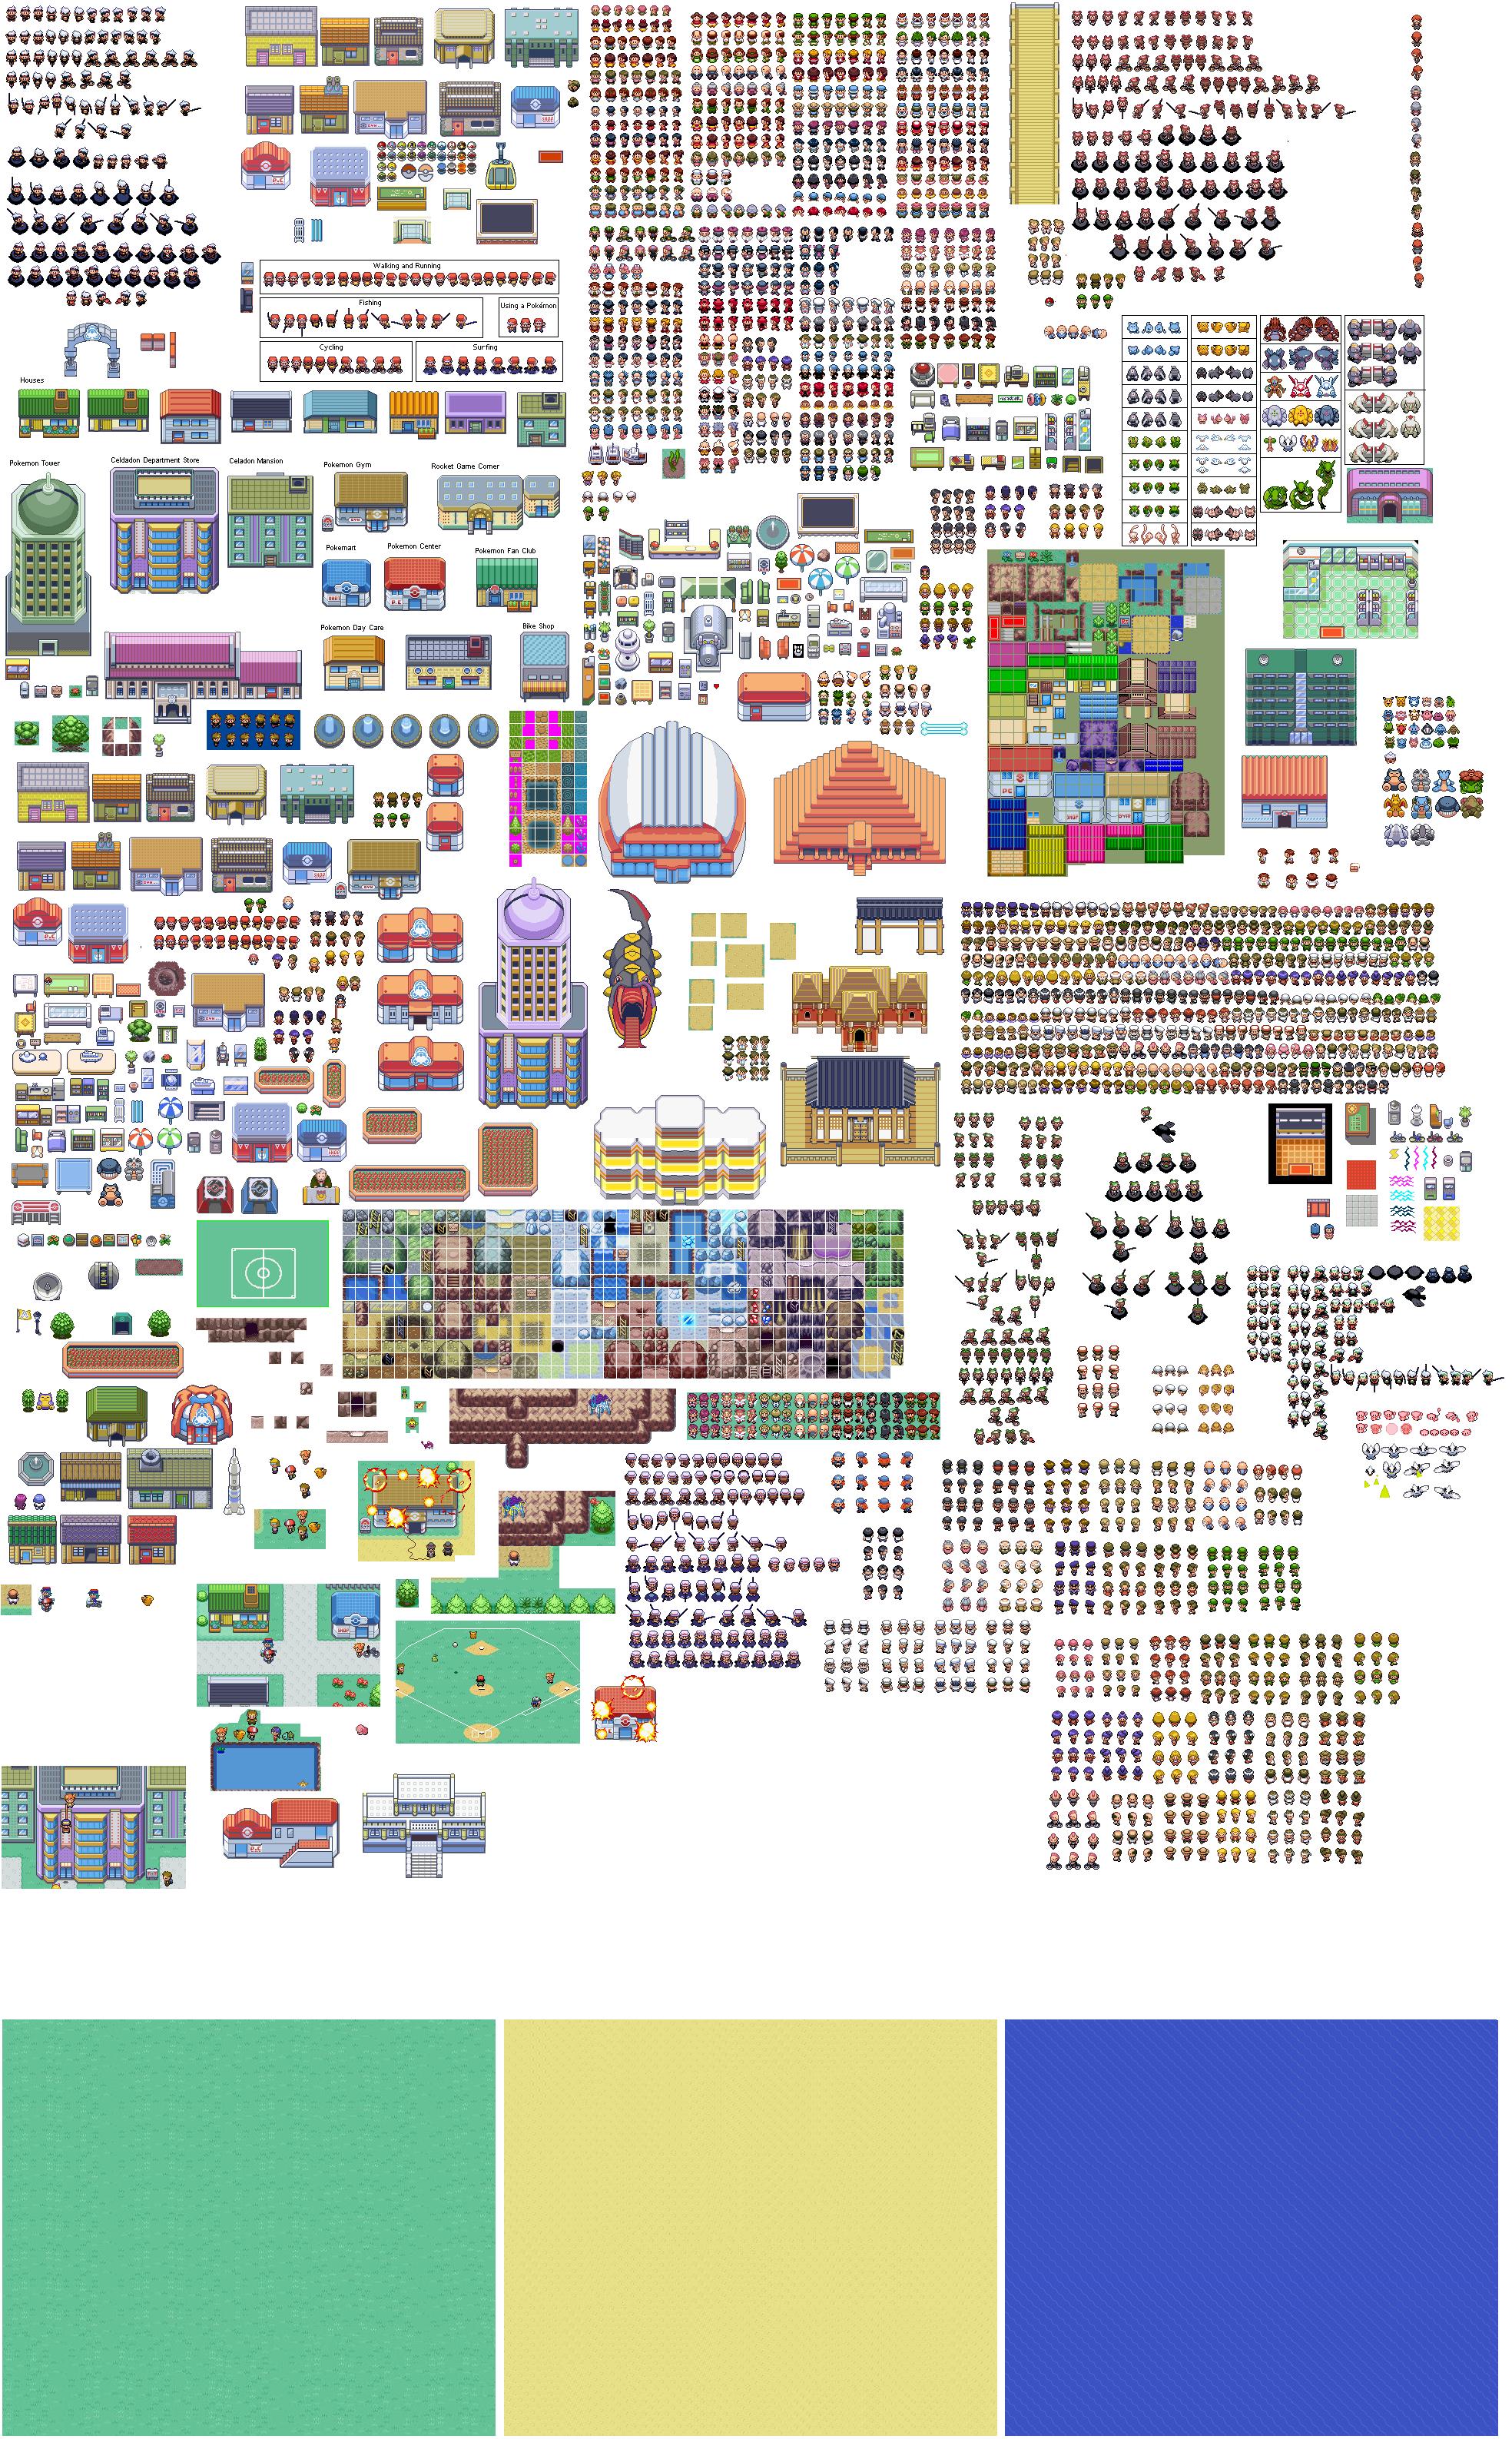 Walking and Running
Fishing
Using a Pokémon
Cycling
Surfing
Houses
Pokemon Tower
Celdadon Department Store
Celadon Mansion
Pokemon Gym
Rocket Game Corner
Pokemart
Pokemon Center
Pokemon Fan Club
Pokemon Day Care
Bike Shop